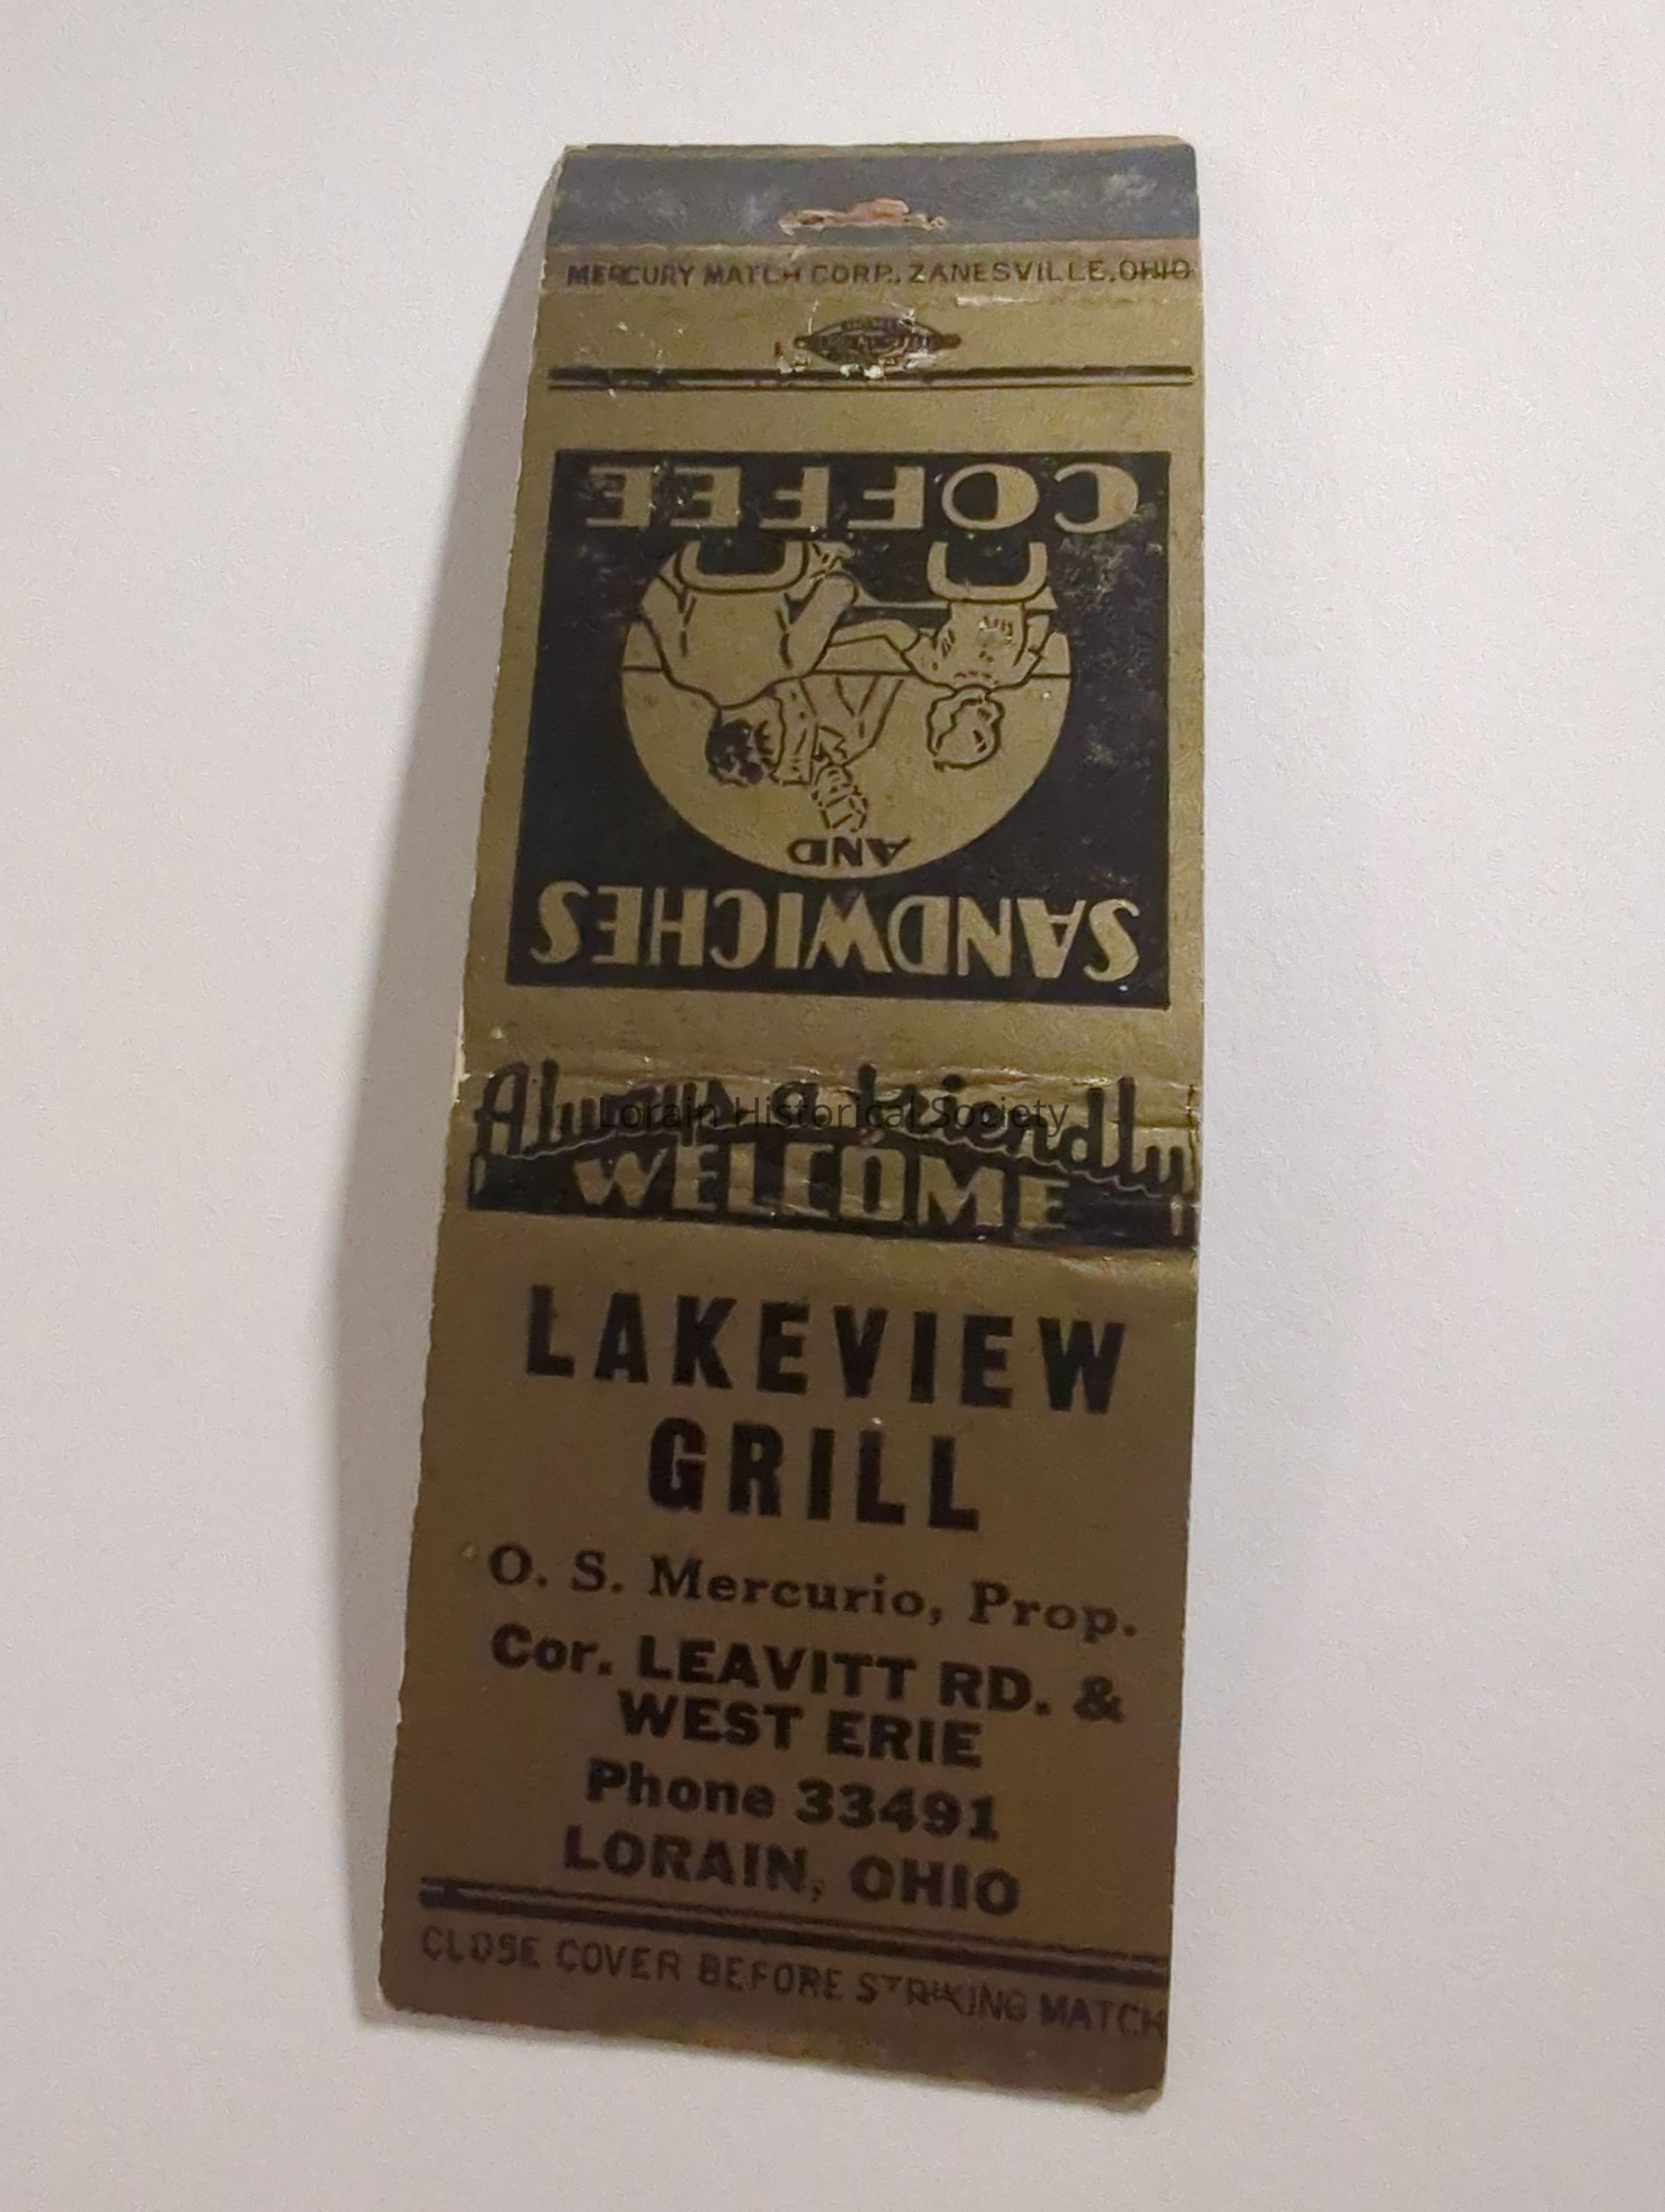 MERCURY MATCH CORP., ZANESVILLE, OHIO
SANDWICHES
AND
COFFEE
Always a friendly
WELCOME
Lorain Historical Society
LAKEVIEW
GRILL
O. S. Mercurio, Prop.
Cor. LEAVITT RD. &
WEST ERIE
Phone 33491
LORAIN, OHIO
CLOSE COVER BEFORE STRIKING MATCH